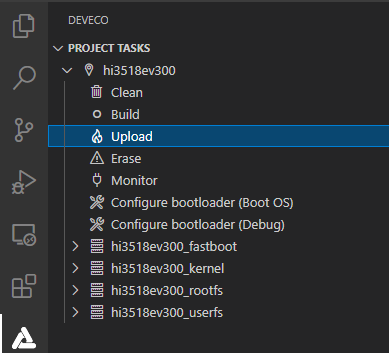 DEVECO
PROJECT TASKS
hi3518ev300
Clean
Build
Upload
Erase
Monitor
Configure bootloader (Boot OS)
Configure bootloader (Debug)
hi3518ev300_fastboot
hi3518ev300_kernel
hi3518ev300_rootfs
hi3518ev300_userfs